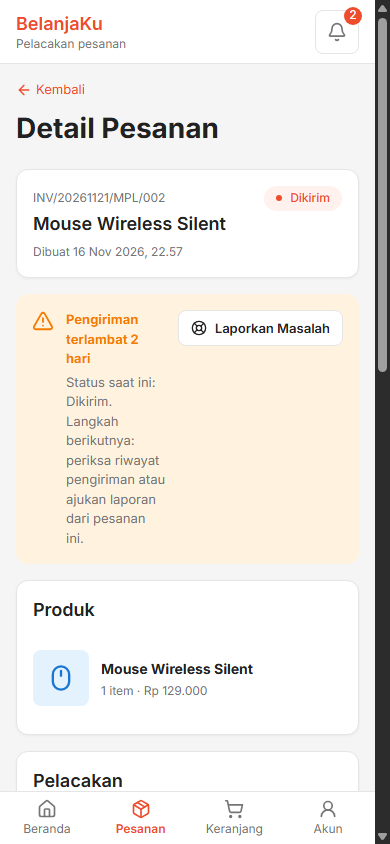 BelanjaKu
Pelacakan pesanan
2
Kembali
Detail Pesanan
INV/20261121/MPL/002
Dikirim
Mouse Wireless Silent
Dibuat 16 Nov 2026, 22.57
Pengiriman
terlambat 2
hari
Laporkan Masalah
Status saat ini:
Dikirim.
Langkah
berikutnya:
periksa riwayat
pengiriman atau
ajukan laporan
dari pesanan
ini.
Produk
Mouse Wireless Silent
1 item · Rp 129.000
Pelacakan
Beranda
Pesanan
Keranjang
Akun